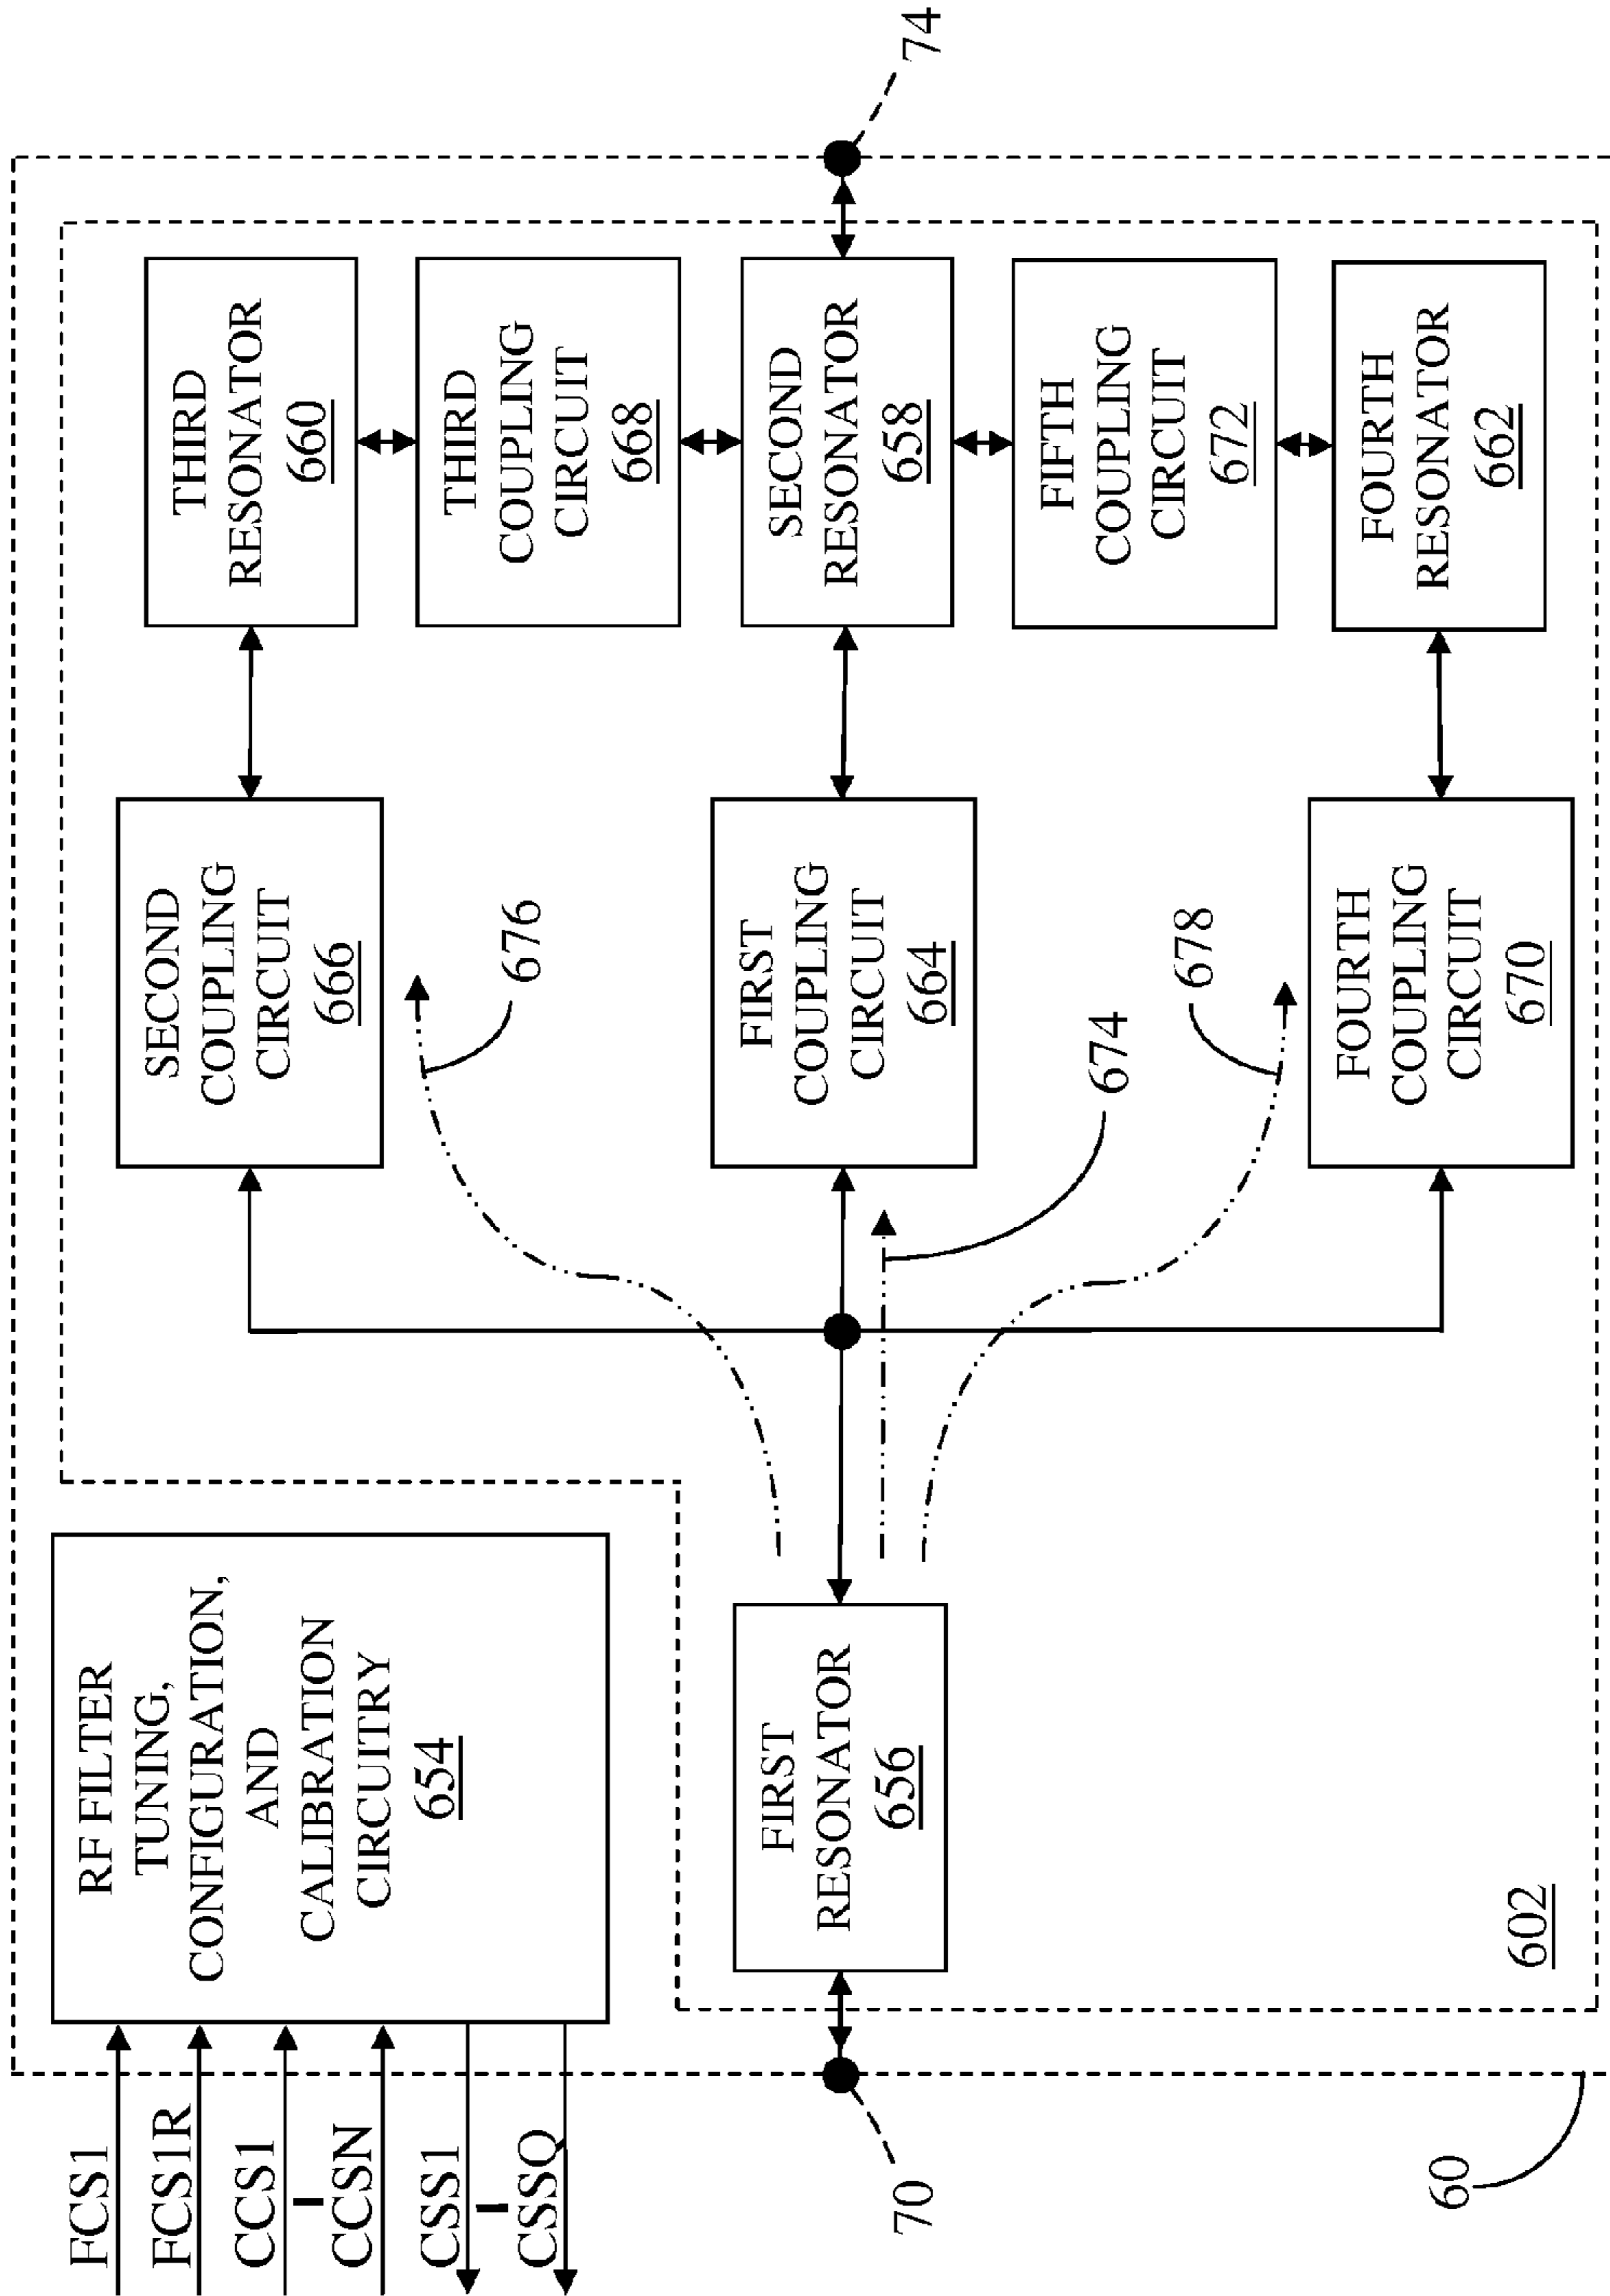 FCS1
FCS1R
CCS1
CCSN
CSS1
CSSQ
RF FILTER
TUNING,
CONFIGURATION,
AND
CALIBRATION
CIRCUITRY
654
SECOND
COUPLING
CIRCUIT
666
THIRD
RESONATOR
660
676
THIRD
COUPLING
CIRCUIT
668
70
FIRST
RESONATOR
656
FIRST
COUPLING
CIRCUIT
664
SECOND
RESONATOR
658
74
674
678
FIFTH
COUPLING
CIRCUIT
672
FOURTH
COUPLING
CIRCUIT
670
FOURTH
RESONATOR
662
602
60